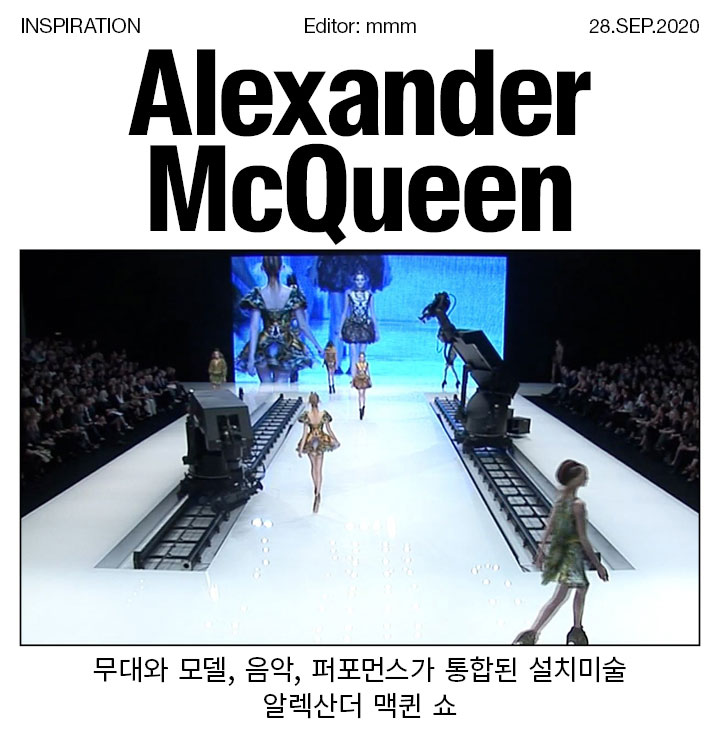 INSPIRATION Editor: mmm 28.SEP.2020
Alexander
McQueen
무대와 모델, 음악, 퍼포먼스가 통합된 설치미술
알렉산더 맥퀸 쇼